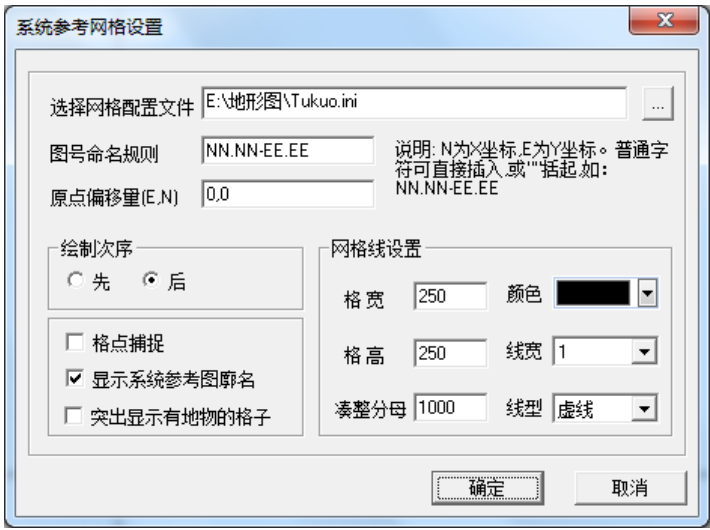 系统参考网格设置
选择网格配置文件 E:\地形图\Tukuo.ini ...
图号命名规则 NN.NN-EE.EE
说明: N为X坐标,E为Y坐标。普通字
符可直接插入,或""括起,如:
NN.NN-EE.EE
原点偏移量(E,N) 0,0
绘制次序
先 后
格点捕捉
显示系统参考图廓名
突出显示有地物的格子
网格线设置
格宽 250 颜色
格高 250 线宽 1
凑整分母 1000 线型 虚线
确定 取消